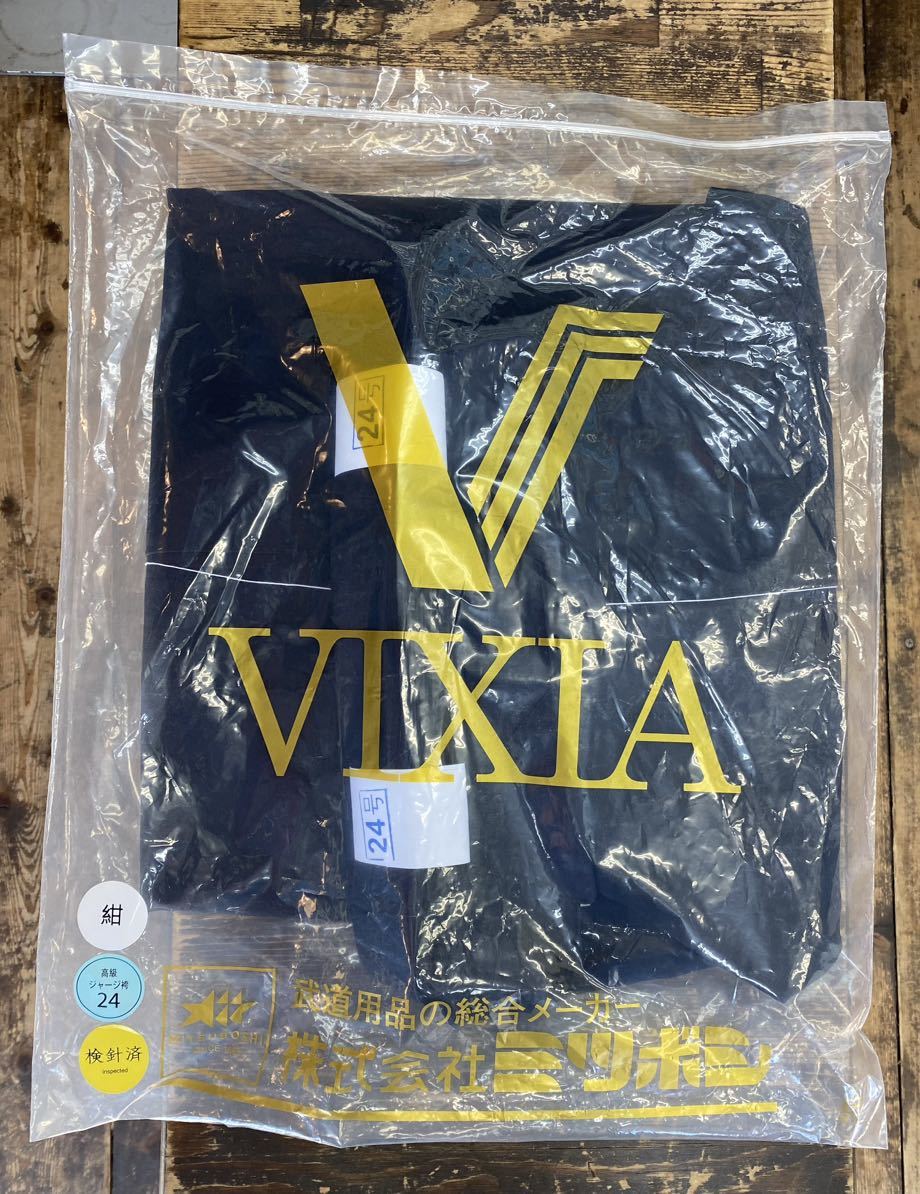 24号
VIXIA
24号
紺
高級
ジャージ袴
24
検針済
inspected
MITSUBOSHI
武道用品の総合メーカー
株式会社ミツボシ